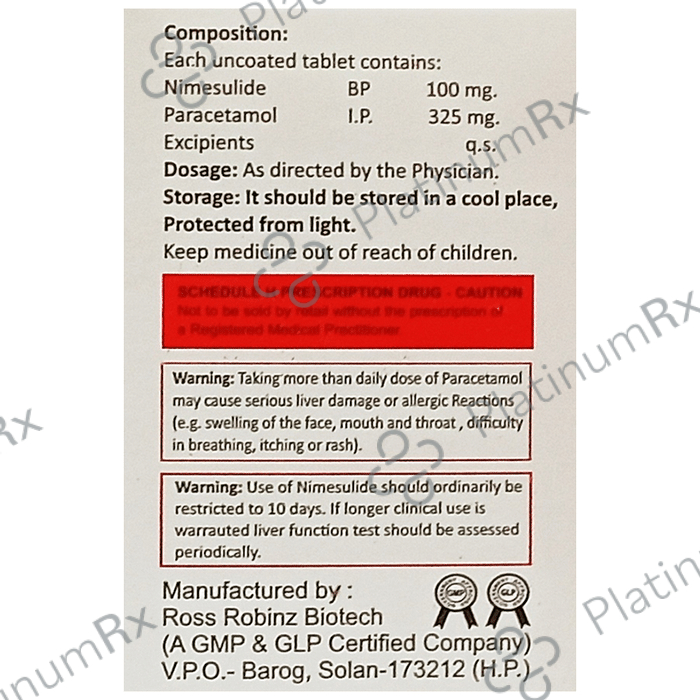 Composition:
Each uncoated tablet contains:
Nimesulide BP 100 mg.
Paracetamol I.P. 325 mg.
Excipients q.s.
Dosage: As directed by the Physician.
Storage: It should be stored in a cool place,
Protected from light.
Keep medicine out of reach of children.
SCHEDULE H PRESCRIPTION DRUG - CAUTION
Not to be sold by retail without the prescription of
a Registered Medical Practitioner
Warning: Taking more than daily dose of Paracetamol
may cause serious liver damage or allergic Reactions
(e.g. swelling of the face, mouth and throat , difficulty
in breathing, itching or rash).
Warning: Use of Nimesulide should ordinarily be
restricted to 10 days. If longer clinical use is
warrauted liver function test should be assessed
periodically.
Manufactured by :
GMP GLP
Ross Robinz Biotech
(A GMP & GLP Certified Company)
V.P.O.- Barog, Solan-173212 (H.P.)
PlatinumRx
PlatinumRx
PlatinumRx
PlatinumRx
PlatinumRx